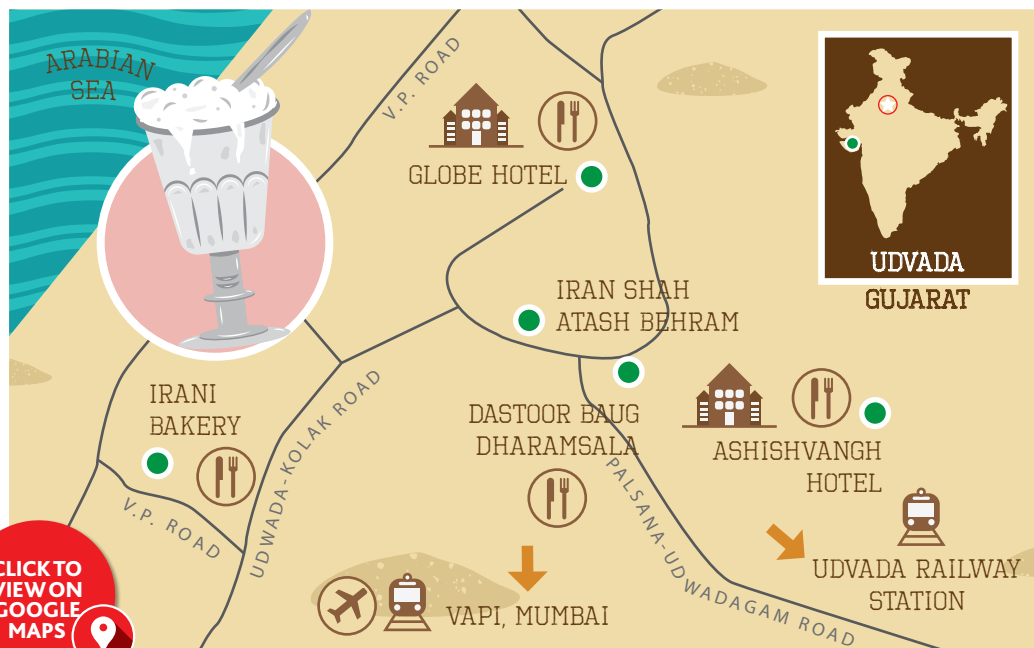 ARABIAN
SEA
V.P. ROAD
GLOBE HOTEL
UDVADA
GUJARAT
IRAN SHAH
ATASH BEHRAM
IRANI
BAKERY
V.P. ROAD
UDWADA-KOLAK ROAD
DASTOOR BAUG
DHARAMSALA
ASHISHVANGH
HOTEL
PALSANA-UDWADAGAM ROAD
UDVADA RAILWAY
STATION
VAPI, MUMBAI
CLICK TO
VIEW ON
GOOGLE
MAPS